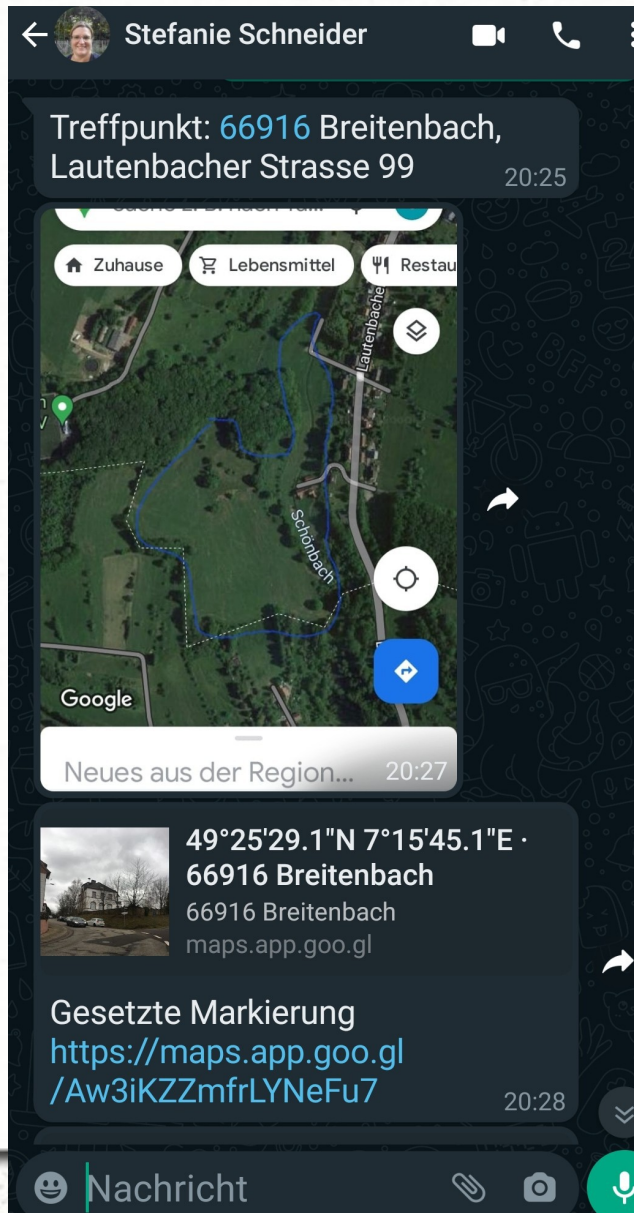 Stefanie Schneider
Treffpunkt: 66916 Breitenbach,
Lautenbacher Strasse 99
20:25
Zuhause
Lebensmittel
Restau
Lautenbacher
Schönbach
Google
Neues aus der Region...
20:27
49°25'29.1"N 7°15'45.1"E ·
66916 Breitenbach
66916 Breitenbach
maps.app.goo.gl
Gesetzte Markierung
https://maps.app.goo.gl
/Aw3iKZZmfrLYNeFu7
20:28
Nachricht